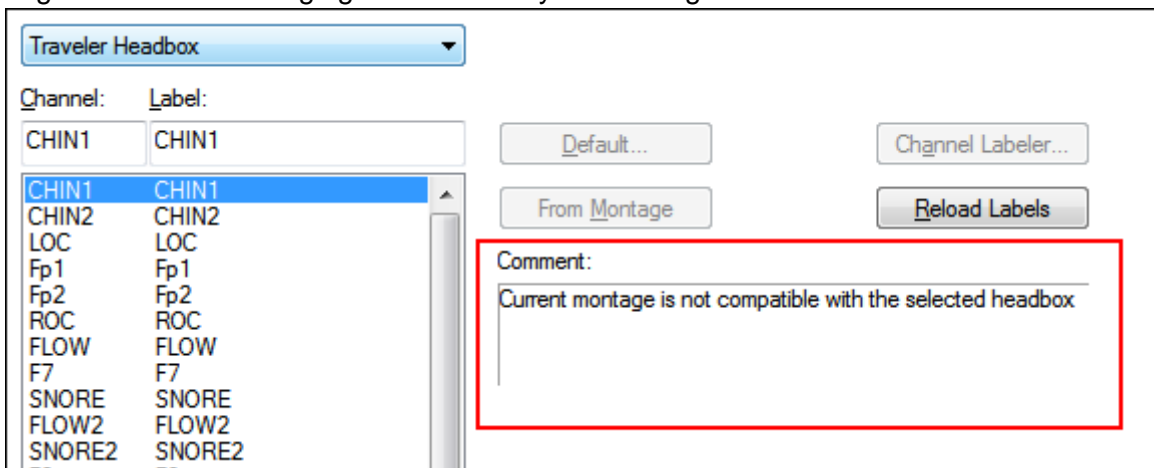 Traveler Headbox
Channel: Label:
CHIN1 CHIN1
Default...
Channel Labeler...
CHIN1 CHIN1
CHIN2 CHIN2
LOC LOC
Fp1 Fp1
Fp2 Fp2
ROC ROC
FLOW FLOW
F7 F7
SNORE SNORE
FLOW2 FLOW2
SNORE2 SNORE2
From Montage
Reload Labels
Comment:
Current montage is not compatible with the selected headbox